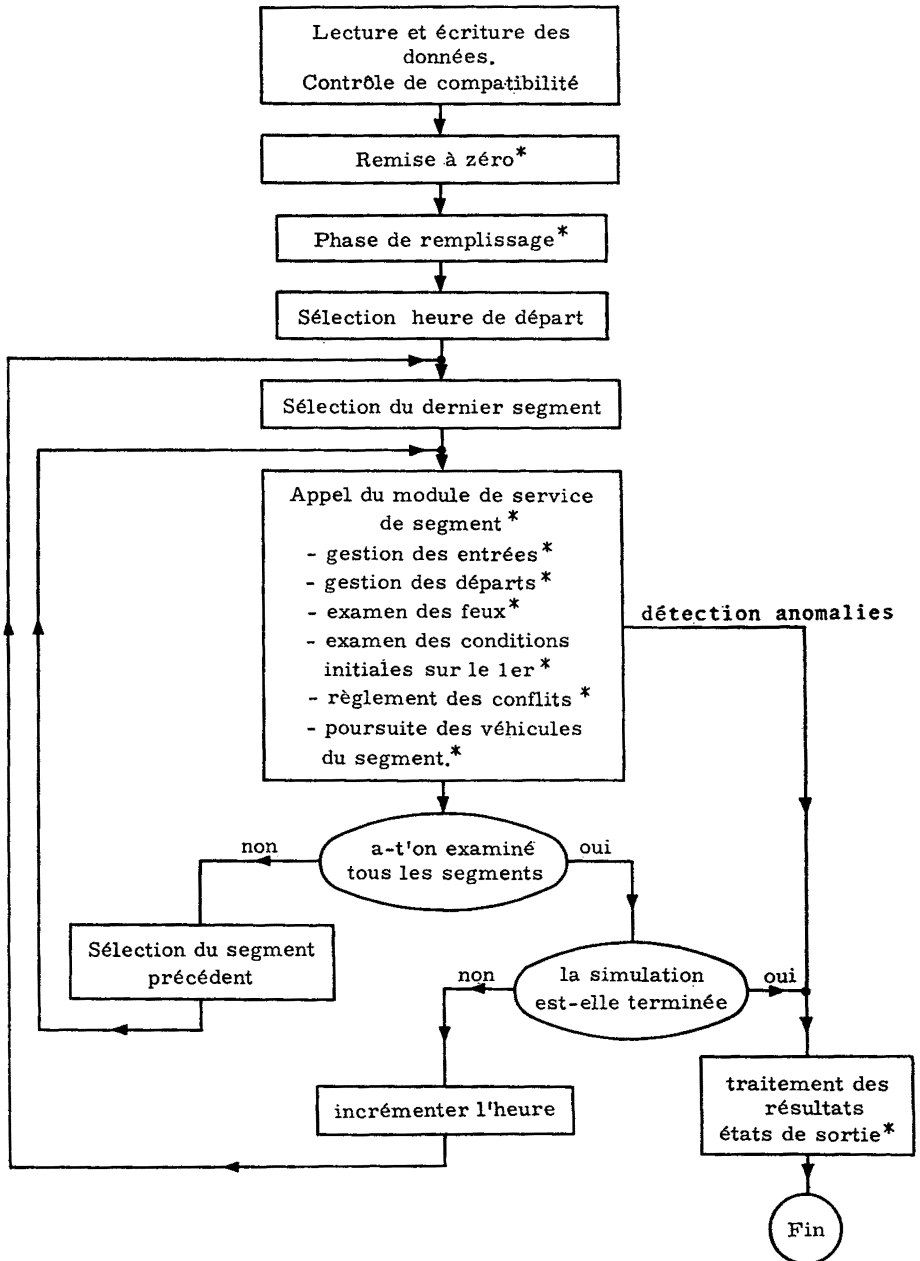 Lecture et écriture des
données.
Contrôle de compatibilité
Remise à zéro*
Phase de remplissage*
Sélection heure de départ
Sélection du dernier segment
Appel du module de service
de segment*
- gestion des entrées*
- gestion des départs*
- examen des feux*
- examen des conditions
initiales sur le 1er*
- règlement des conflits*
- poursuite des véhicules
du segment.*
détection anomalies
non
a-t'on examiné
tous les segments
oui
Sélection du segment
précédent
non
la simulation
est-elle terminée
oui
incrémenter l'heure
traitement des
résultats
états de sortie*
Fin